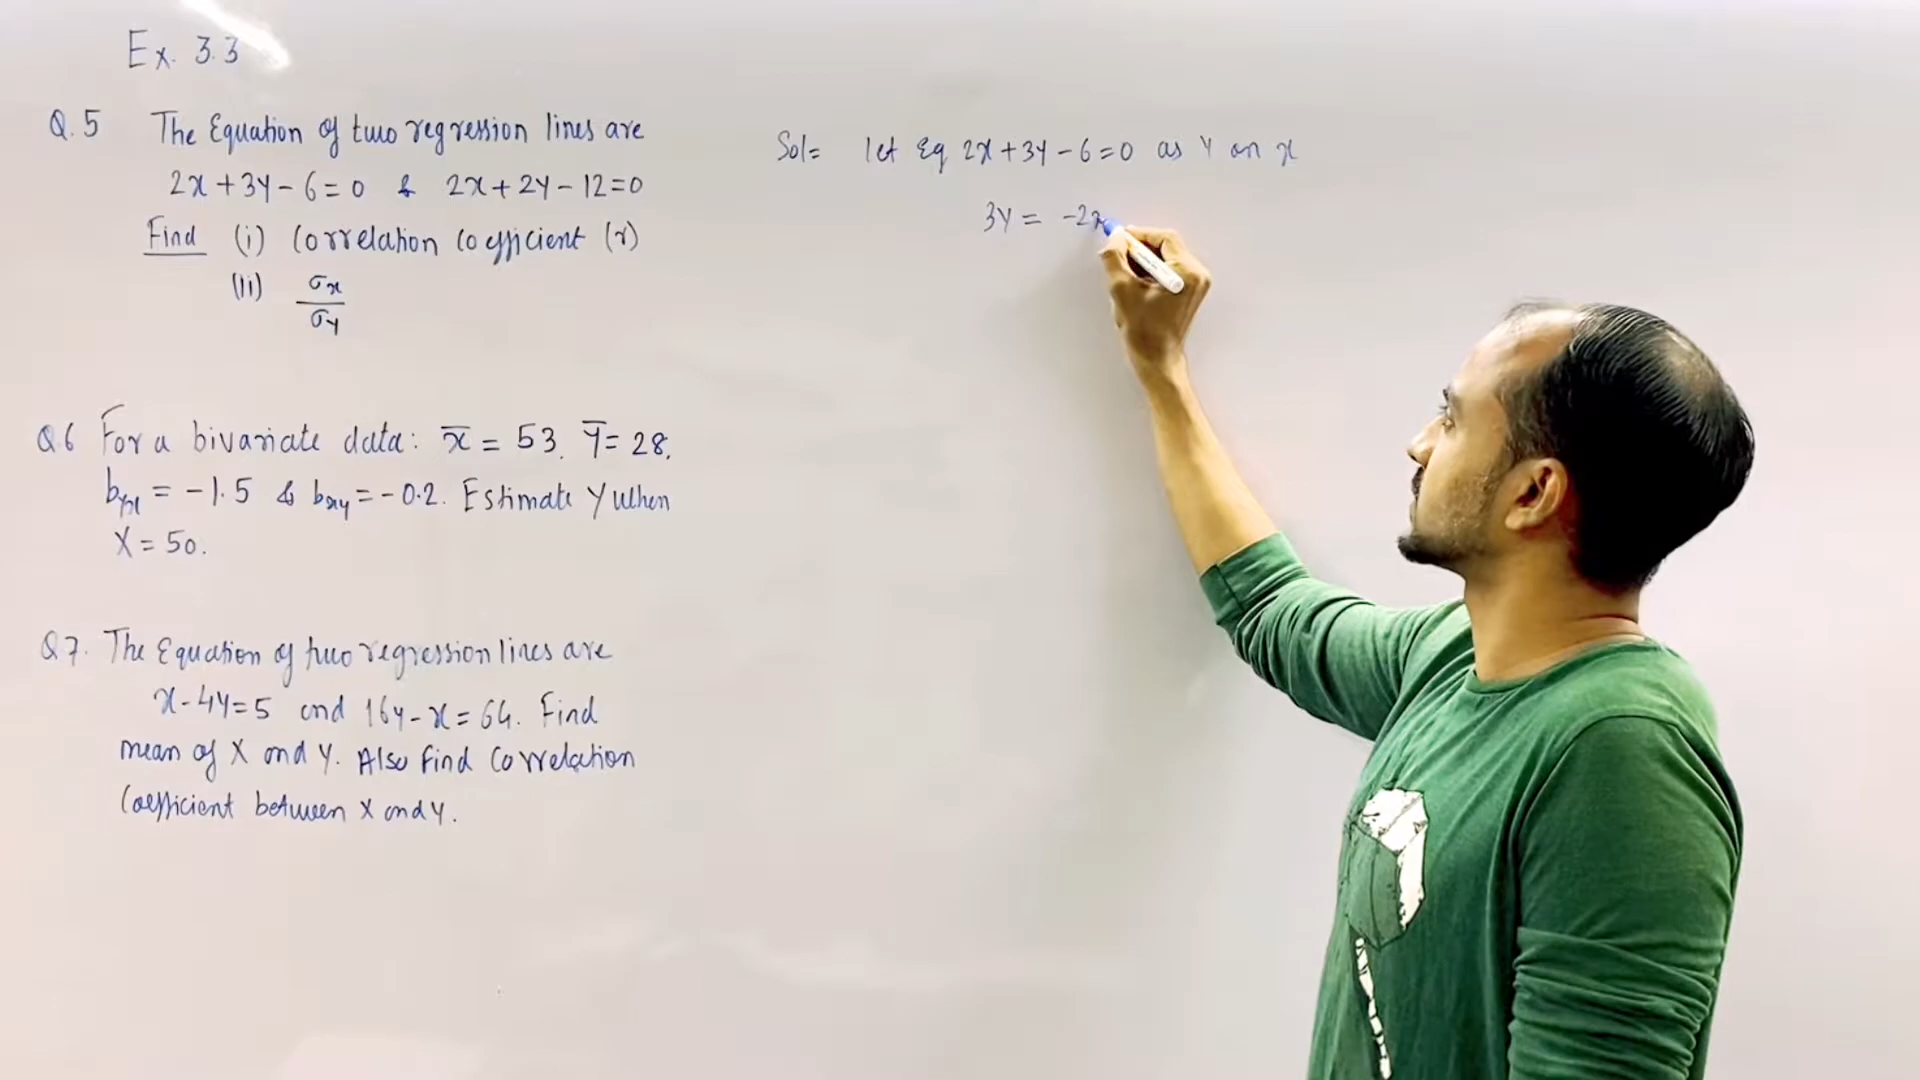 Ex. 3.3
Q.5 The Equation of two regression lines are
2x+3y-6=0 & 2x+2y-12=0
Find (i) Correlation Coefficient (r)
(ii) σx/σy
Q.6 For a bivariate data: x̄ = 53, ȳ = 28,
byx = -1.5 & bxy = -0.2. Estimate Y when
X = 50.
Q7. The Equation of two regression lines are
x-4y=5 and 16y-x=64. Find
mean of X and Y. Also Find Correlation
Coefficient between X and Y.
Sol= let Eq 2x+3y-6=0 as Y on x
3y = -2x